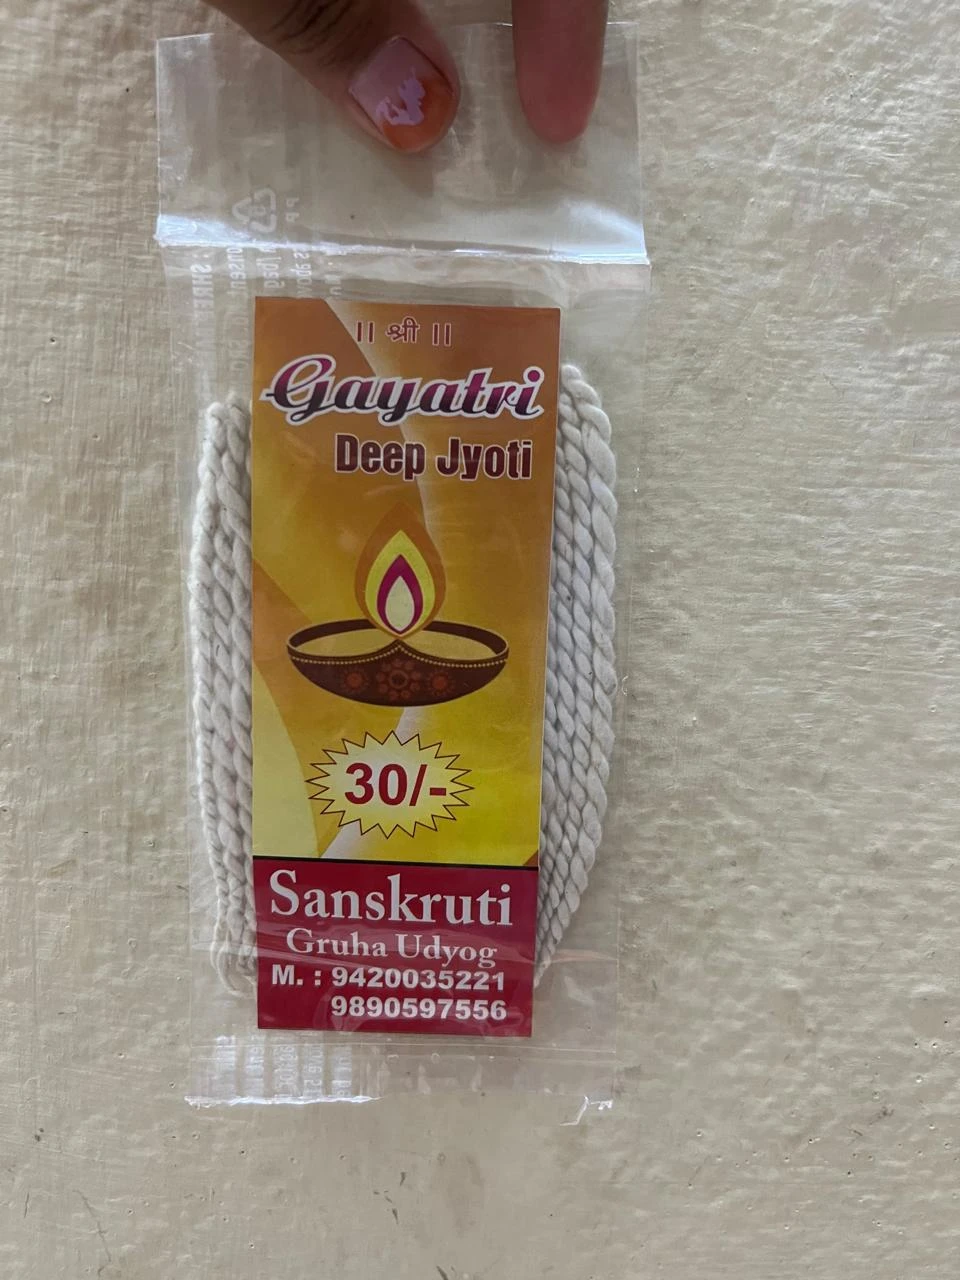 ॥ श्री ॥
Gayatri
Deep Jyoti
30/-
Sanskruti
Gruha Udyog
M. : 9420035221
9890597556